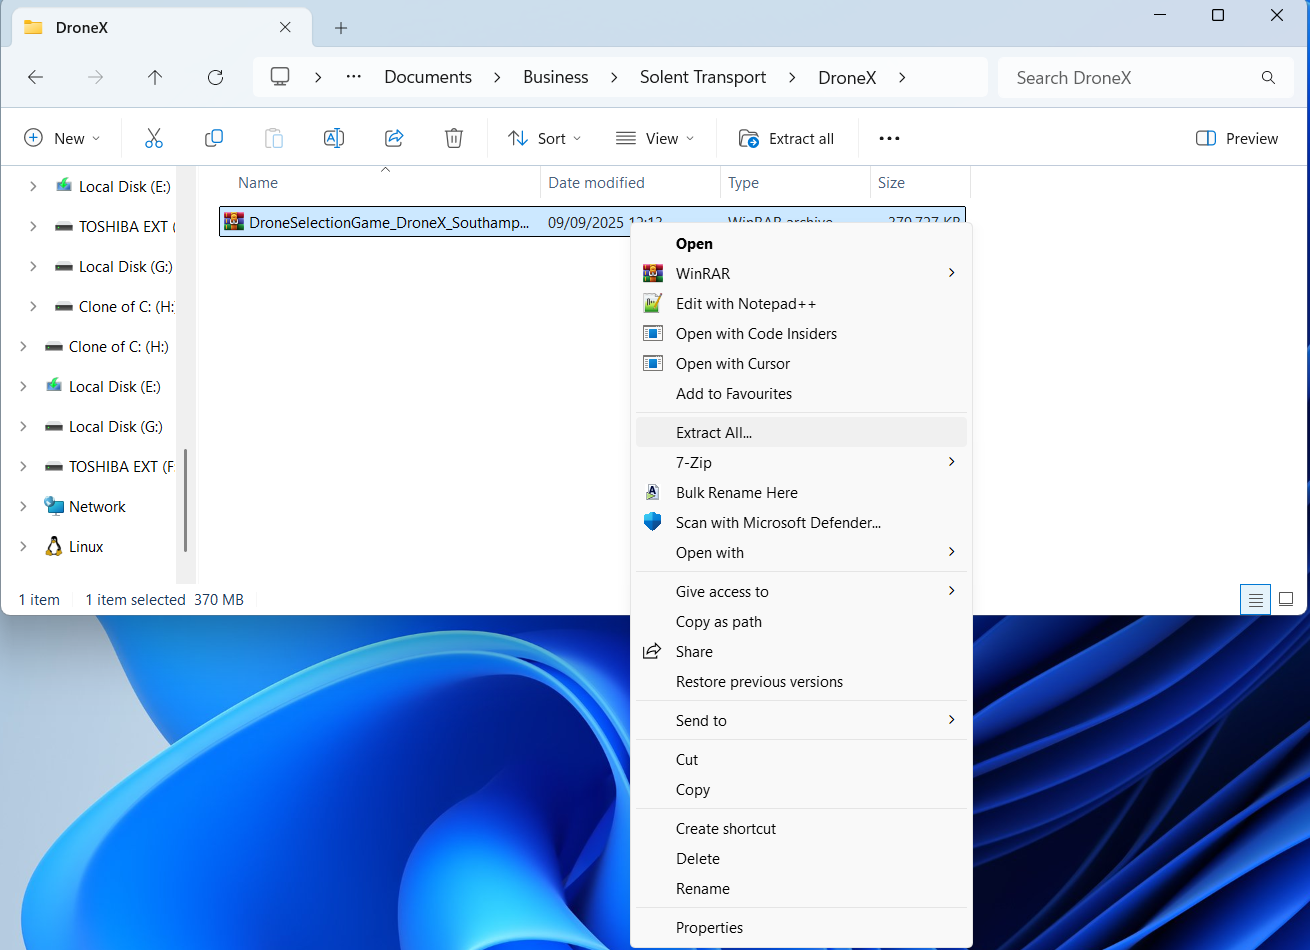 DroneX
Documents
Business
Solent Transport
DroneX
Search DroneX
New
Sort
View
Extract all
Preview
Local Disk (E:)
TOSHIBA EXT (
Local Disk (G:)
Clone of C: (H:
Clone of C: (H:)
Local Disk (E:)
Local Disk (G:)
TOSHIBA EXT (F
Network
Linux
Name
Date modified
Type
Size
DroneSelectionGame_DroneX_Southamp...
09/09/2025 12:12
WinRAR archive
379,727 KB
Open
WinRAR
Edit with Notepad++
Open with Code Insiders
Open with Cursor
Add to Favourites
Extract All...
7-Zip
Bulk Rename Here
Scan with Microsoft Defender...
Open with
Give access to
Copy as path
Share
Restore previous versions
Send to
Cut
Copy
Create shortcut
Delete
Rename
Properties
1 item
1 item selected 370 MB